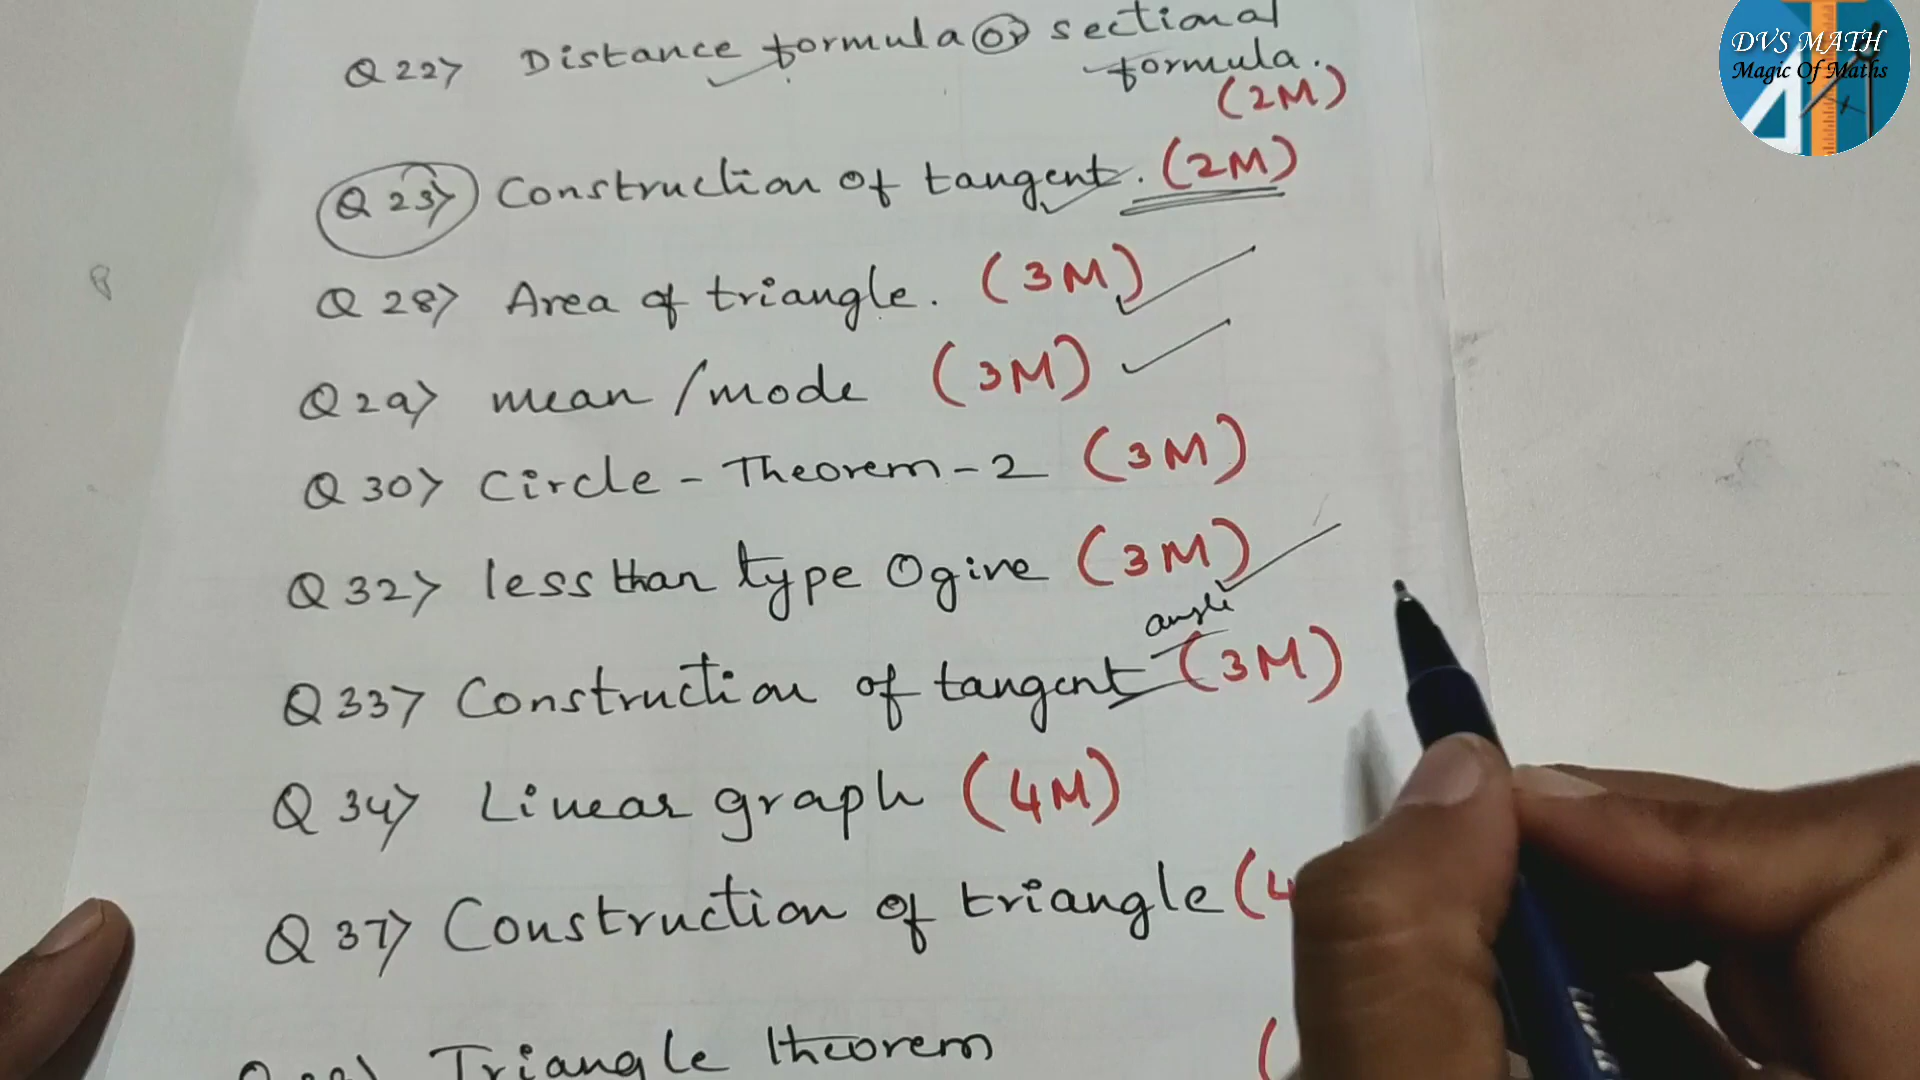 DVS MATH
Magic Of Maths
Q 22> Distance formula or sectional
formula.
(2M)
Q 23> Construction of tangent. (2M)
Q 28> Area of triangle. (3M)
Q 29> mean /mode (3M)
Q 30> Circle - Theorem - 2 (3M)
Q 32> less than type Ogive (3M)
angle
Q 33> Construction of tangent (3M)
Q 34> Linear graph (4M)
Q 37> Construction of triangle (4
Triangle theorem (